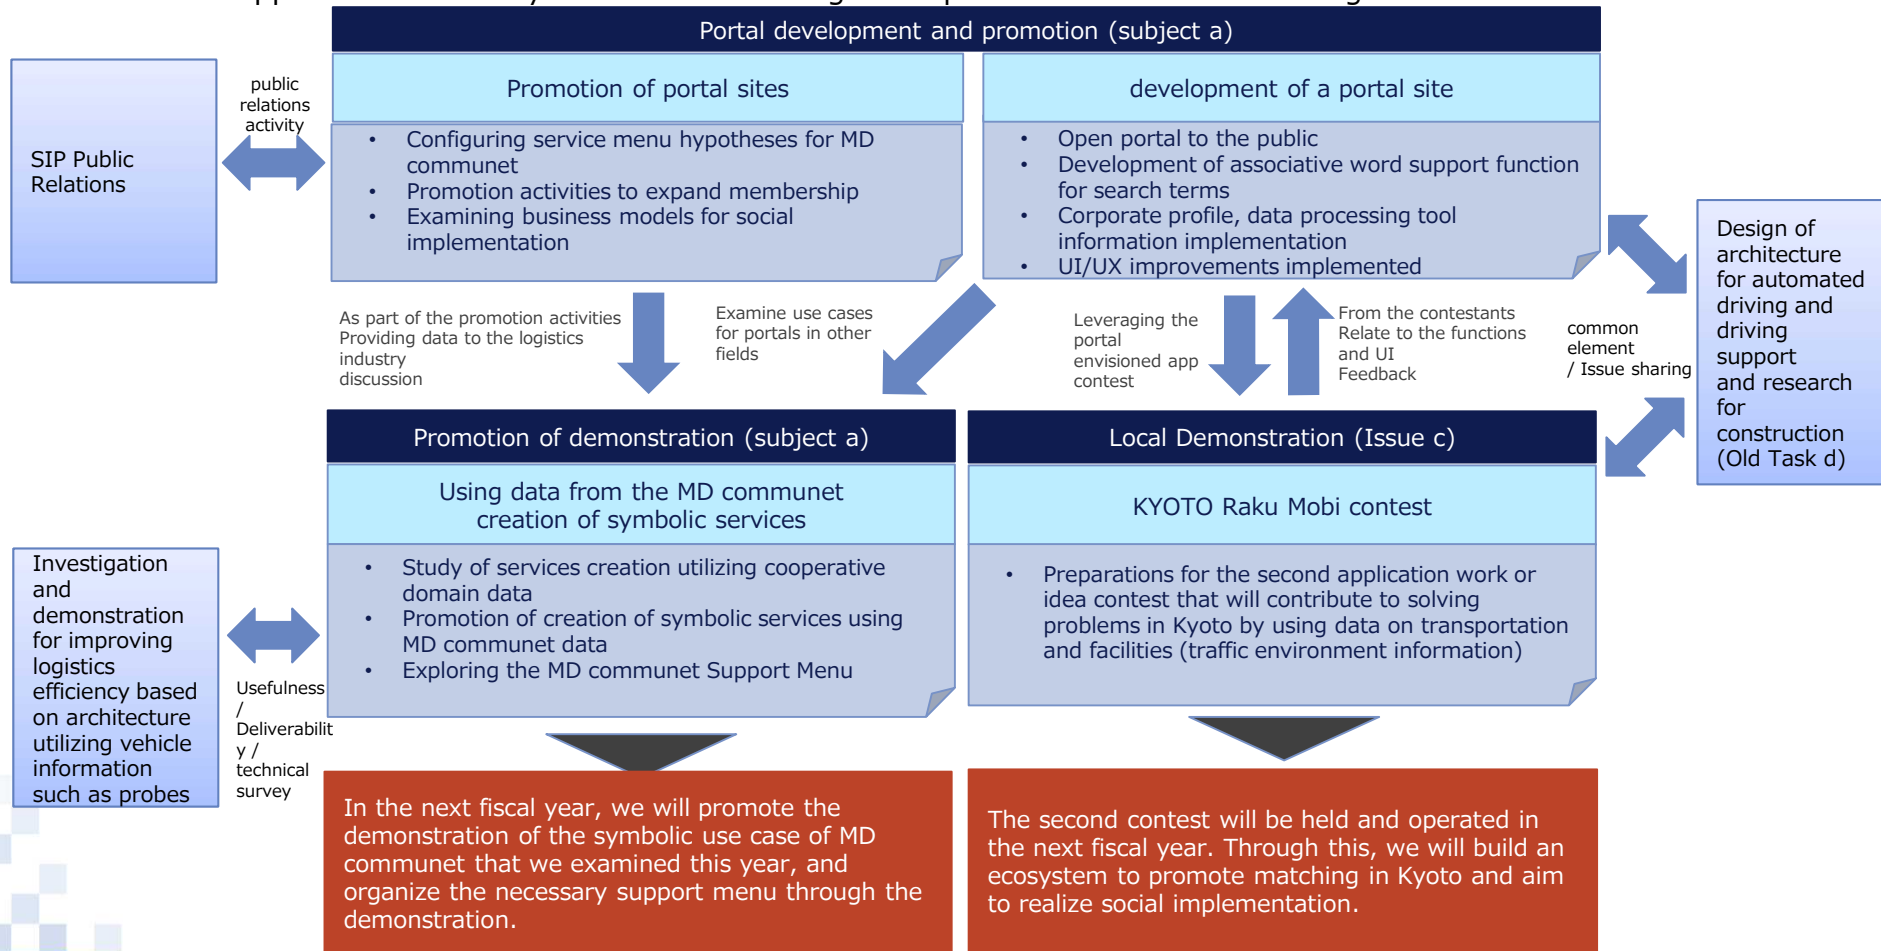 Portal development and promotion (subject a)
SIP Public
Relations
public
relations
activity
Promotion of portal sites
• Configuring service menu hypotheses for MD
communet
• Promotion activities to expand membership
• Examining business models for social
implementation
development of a portal site
• Open portal to the public
• Development of associative word support function
for search terms
• Corporate profile, data processing tool
information implementation
• UI/UX improvements implemented
As part of the promotion activities
Providing data to the logistics
industry
discussion
Examine use cases
for portals in other
fields
Leveraging the
portal
envisioned app
contest
From the contestants
Relate to the functions
and UI
Feedback
common
element
/ Issue sharing
Design of
architecture
for automated
driving and
driving
support
and research
for
construction
(Old Task d)
Promotion of demonstration (subject a)
Using data from the MD communet
creation of symbolic services
• Study of services creation utilizing cooperative
domain data
• Promotion of creation of symbolic services using
MD communet data
• Exploring the MD communet Support Menu
Local Demonstration (Issue c)
KYOTO Raku Mobi contest
• Preparations for the second application work or
idea contest that will contribute to solving
problems in Kyoto by using data on transportation
and facilities (traffic environment information)
Investigation
and
demonstration
for improving
logistics
efficiency based
on architecture
utilizing vehicle
information
such as probes
Usefulness
/
Deliverabilit
y /
technical
survey
In the next fiscal year, we will promote the
demonstration of the symbolic use case of MD
communet that we examined this year, and
organize the necessary support menu through the
demonstration.
The second contest will be held and operated in
the next fiscal year. Through this, we will build an
ecosystem to promote matching in Kyoto and aim
to realize social implementation.